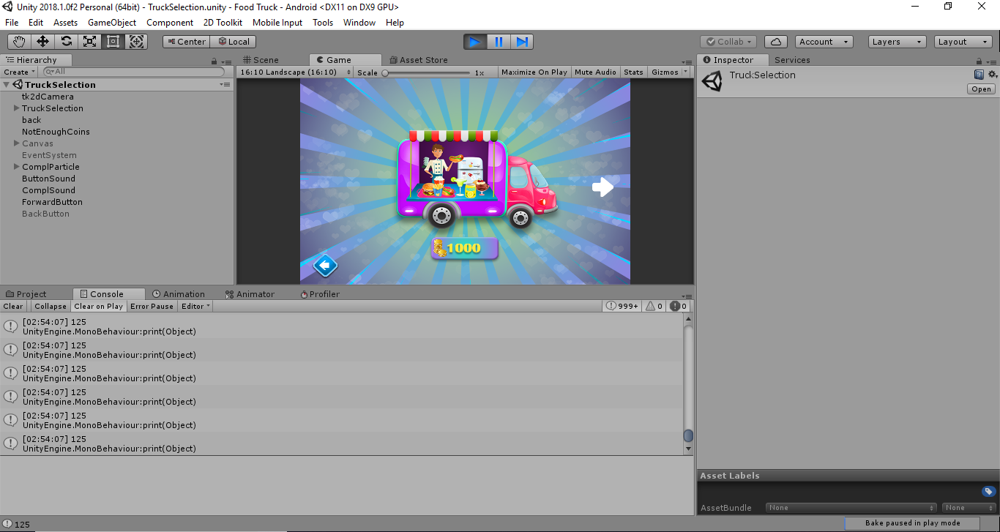 Unity 2018.1.0f2 Personal (64bit) - TruckSelection.unity - Food Truck - Android <DX11 on DX9 GPU>
File Edit Assets GameObject Component 2D Toolkit Mobile Input Tools Window Help
Center Local Collab Account Layers Layout
Hierarchy
Create All
TruckSelection
tk2dCamera
TruckSelection
back
NotEnoughCoins
Canvas
EventSystem
ComplParticle
ButtonSound
ComplSound
ForwardButton
BackButton
Scene Game Asset Store
16:10 Landscape (16:10) Scale 1x Maximize On Play Mute Audio Stats Gizmos
1000
Inspector Services
TruckSelection
Open
Project Console Animation Animator Profiler
Clear Collapse Clear on Play Error Pause Editor 999+ 0 0
[02:54:07] 125
UnityEngine.MonoBehaviour:print(Object)
[02:54:07] 125
UnityEngine.MonoBehaviour:print(Object)
[02:54:07] 125
UnityEngine.MonoBehaviour:print(Object)
[02:54:07] 125
UnityEngine.MonoBehaviour:print(Object)
[02:54:07] 125
UnityEngine.MonoBehaviour:print(Object)
[02:54:07] 125
UnityEngine.MonoBehaviour:print(Object)
Asset Labels
AssetBundle None None
125
Bake paused in play mode